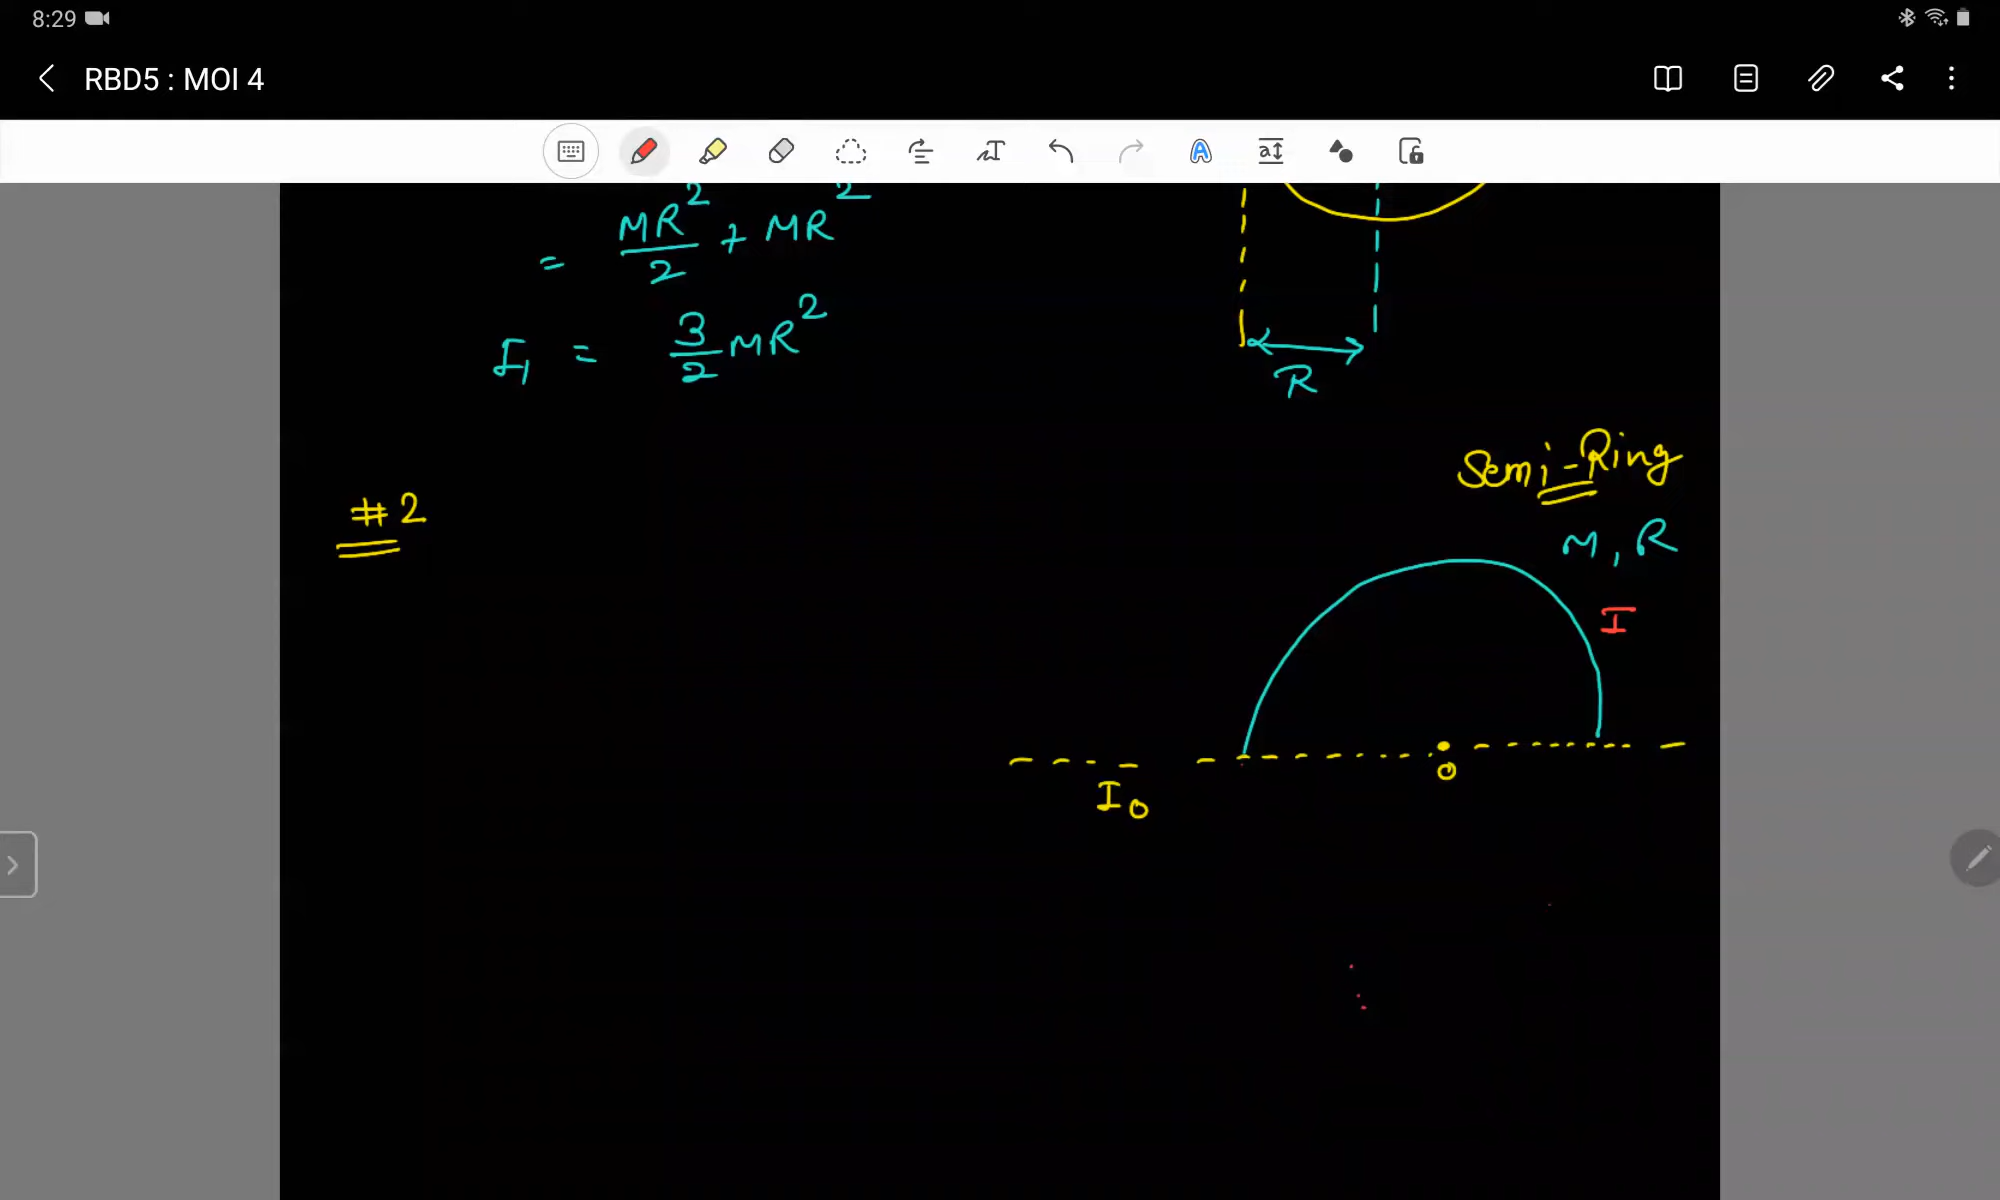 8:29
RBD5 : MOI 4
= MR²/2 + MR²
I₁ = 3/2 MR²
R
Semi-Ring
#2
M, R
I
O
I₀